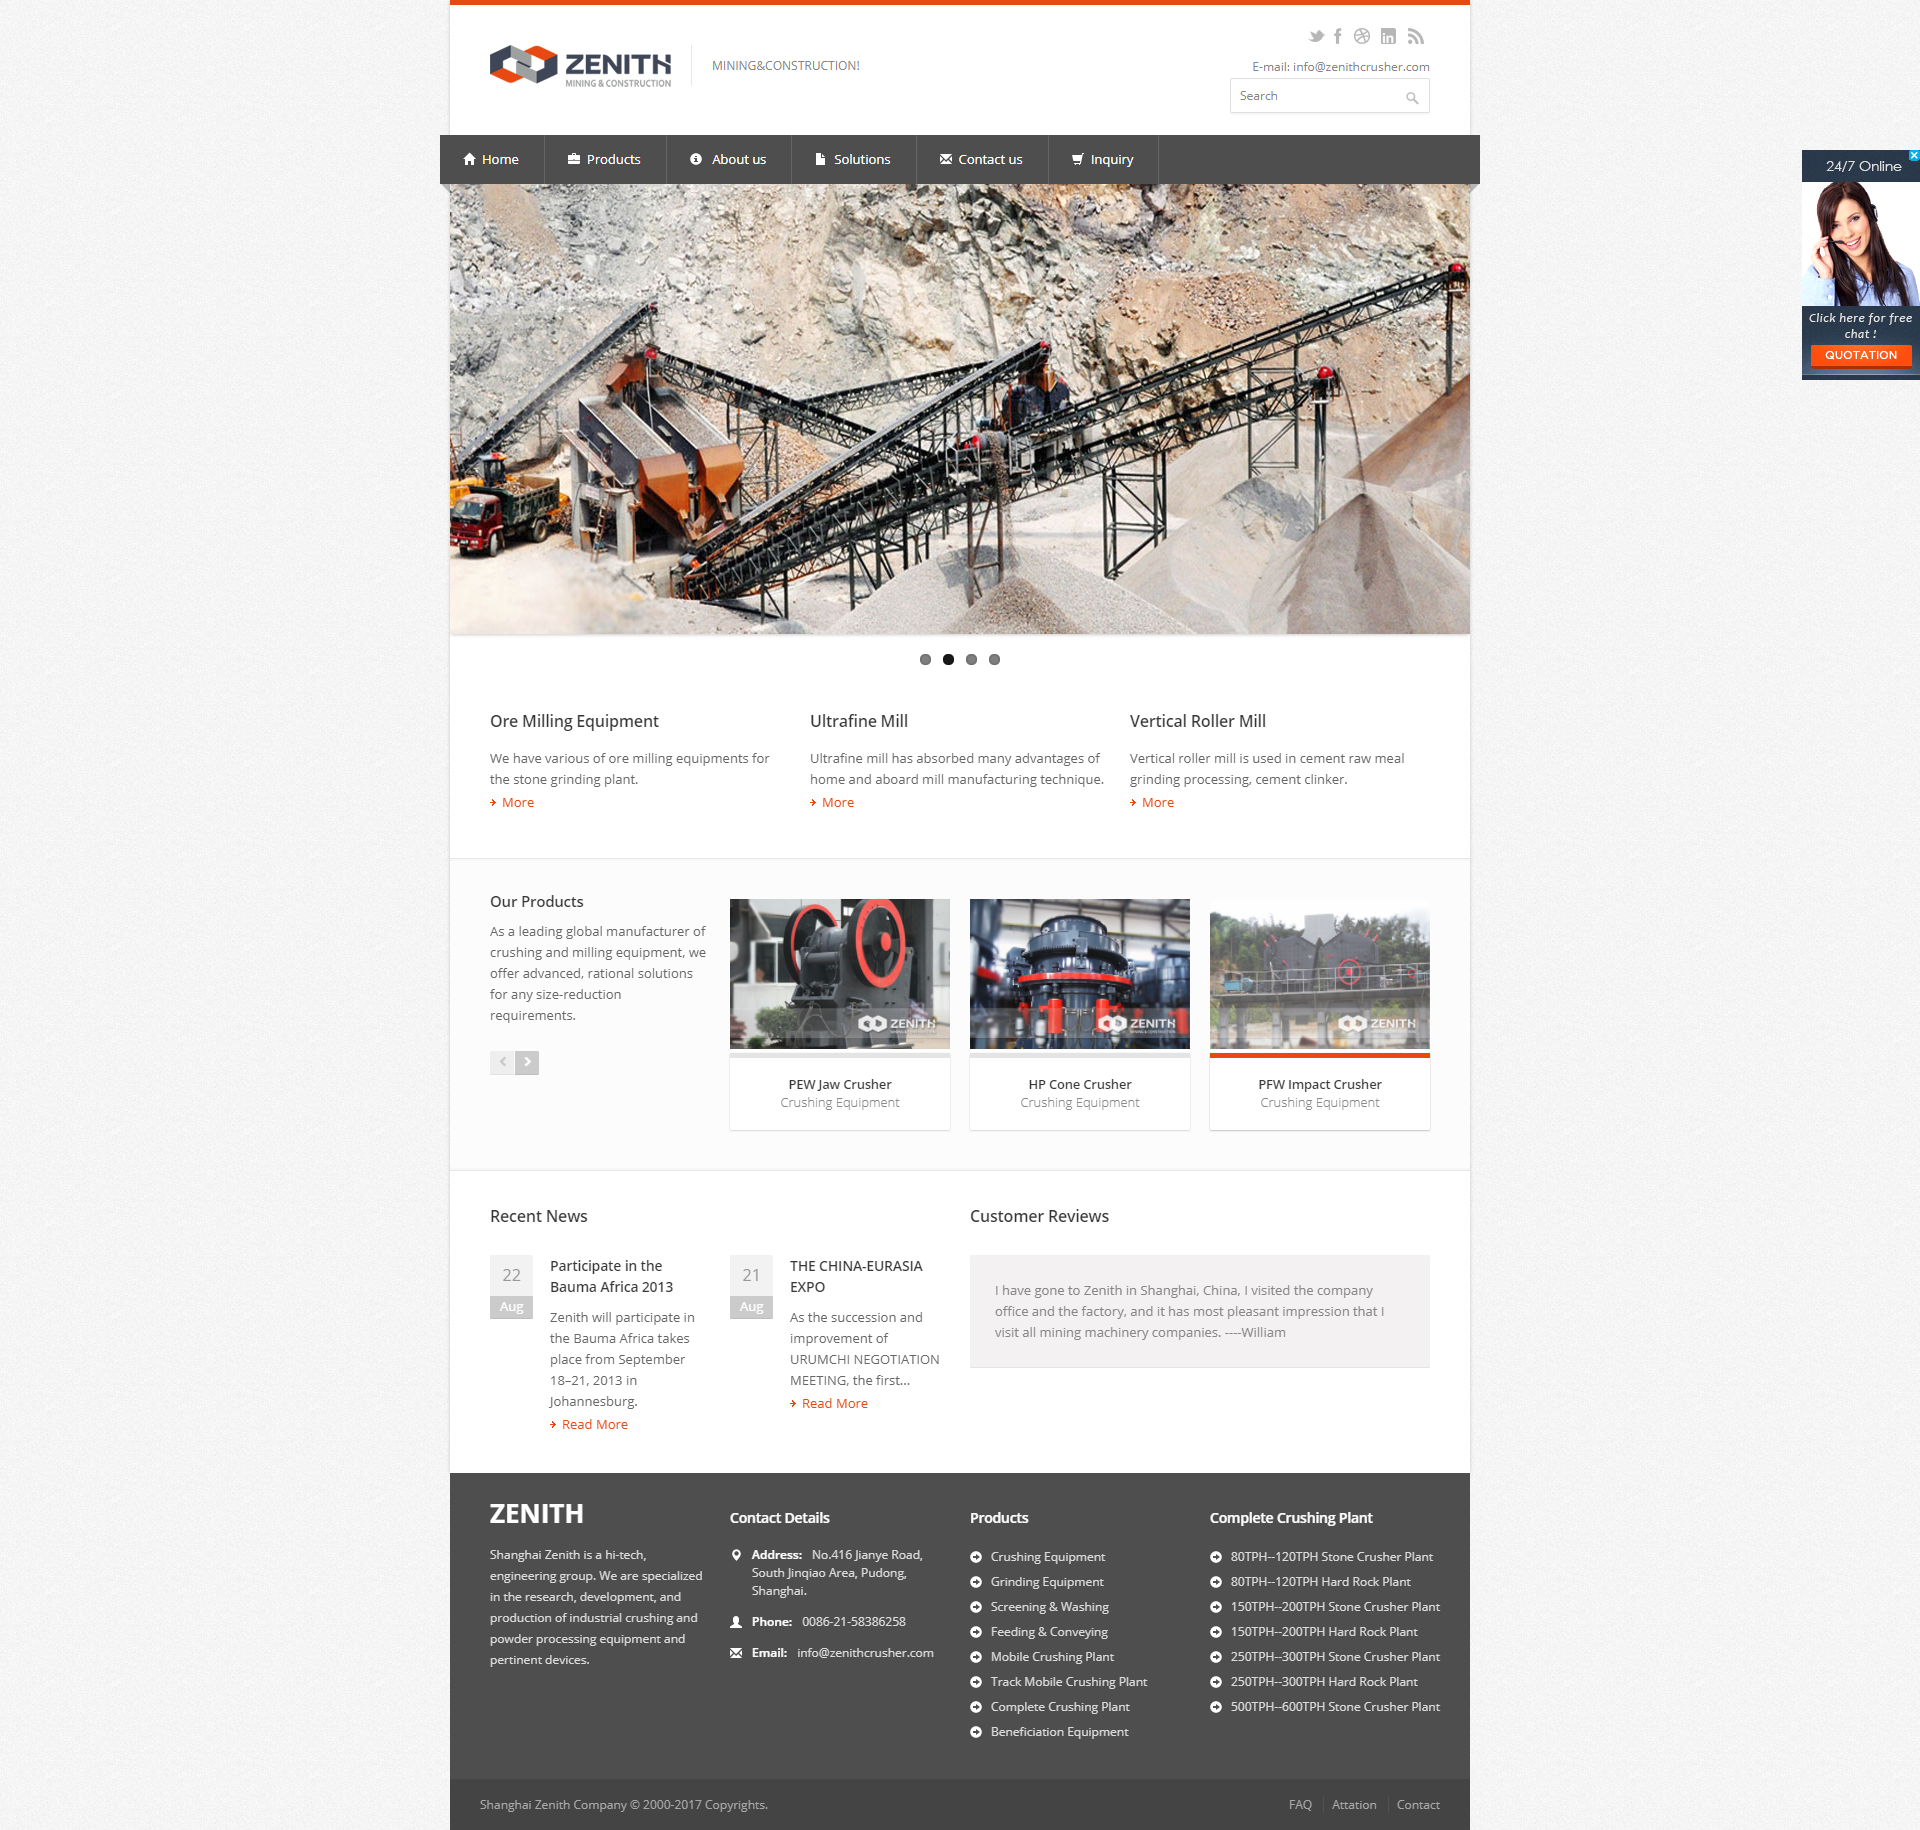 ZENITH
MINING & CONSTRUCTION
MINING&CONSTRUCTION!
E-mail: info@zenithcrusher.com
Search
Home
Products
About us
Solutions
Contact us
Inquiry
24/7 Online
Click here for free
chat !
QUOTATION
Ore Milling Equipment
We have various of ore milling equipments for
the stone grinding plant.
More
Ultrafine Mill
Ultrafine mill has absorbed many advantages of
home and aboard mill manufacturing technique.
More
Vertical Roller Mill
Vertical roller mill is used in cement raw meal
grinding processing, cement clinker.
More
Our Products
As a leading global manufacturer of
crushing and milling equipment, we
offer advanced, rational solutions
for any size-reduction
requirements.
ZENITH
PEW Jaw Crusher
Crushing Equipment
ZENITH
HP Cone Crusher
Crushing Equipment
ZENITH
PFW Impact Crusher
Crushing Equipment
Recent News
22
Aug
Participate in the
Bauma Africa 2013
Zenith will participate in
the Bauma Africa takes
place from September
18–21, 2013 in
Johannesburg.
Read More
21
Aug
THE CHINA-EURASIA
EXPO
As the succession and
improvement of
URUMCHI NEGOTIATION
MEETING, the first...
Read More
Customer Reviews
I have gone to Zenith in Shanghai, China, I visited the company
office and the factory, and it has most pleasant impression that I
visit all mining machinery companies. ----William
ZENITH
Shanghai Zenith is a hi-tech,
engineering group. We are specialized
in the research, development, and
production of industrial crushing and
powder processing equipment and
pertinent devices.
Contact Details
Address: No.416 Jianye Road,
South Jinqiao Area, Pudong,
Shanghai.
Phone: 0086-21-58386258
Email: info@zenithcrusher.com
Products
Crushing Equipment
Grinding Equipment
Screening & Washing
Feeding & Conveying
Mobile Crushing Plant
Track Mobile Crushing Plant
Complete Crushing Plant
Beneficiation Equipment
Complete Crushing Plant
80TPH--120TPH Stone Crusher Plant
80TPH--120TPH Hard Rock Plant
150TPH--200TPH Stone Crusher Plant
150TPH--200TPH Hard Rock Plant
250TPH--300TPH Stone Crusher Plant
250TPH--300TPH Hard Rock Plant
500TPH--600TPH Stone Crusher Plant
Shanghai Zenith Company © 2000-2017 Copyrights.
FAQ
Attation
Contact